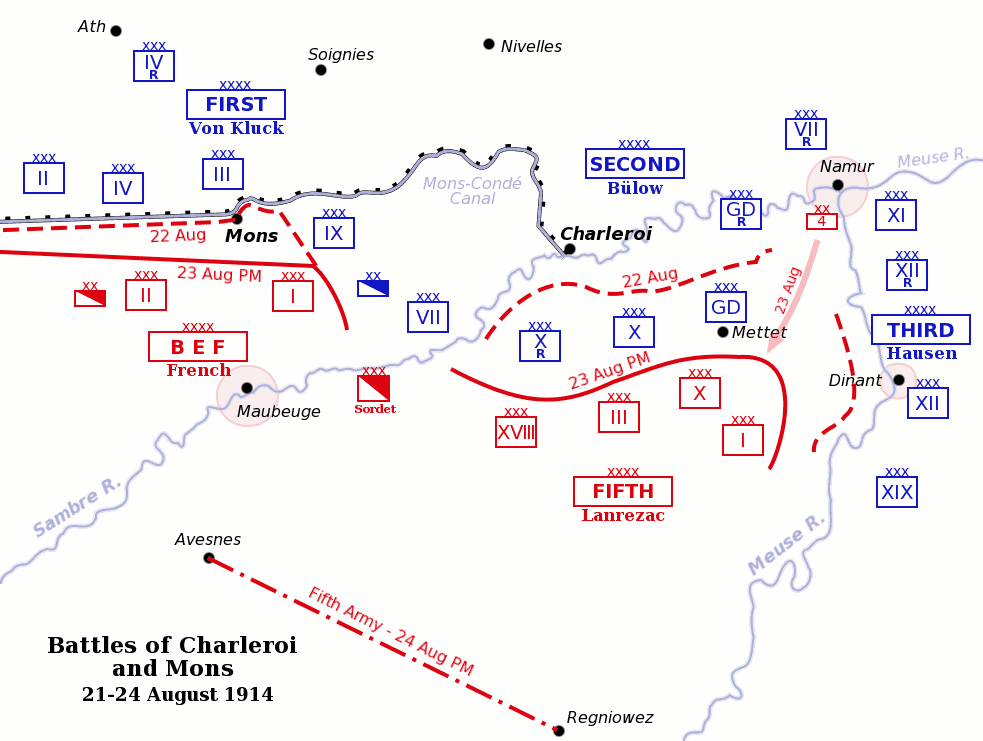 Ath
Nivelles
Soignies
xxx
IV
R
xxxx
FIRST
Von Kluck
xxx
VII
R
xxxx
SECOND
Bülow
Meuse R.
Namur
xxx
II
xxx
IV
xxx
III
Mons-Condé
Canal
xxx
GD
R
xx
4
xxx
XI
22 Aug
Mons
xxx
IX
Charleroi
23 Aug PM
xx
xxx
II
xxx
I
xx
xxx
VII
22 Aug
23 Aug
xxx
XII
R
xxx
GD
xxx
X
R
xxx
X
Mettet
xxxx
THIRD
Hausen
xxxx
B E F
French
23 Aug PM
xxx
Sordet
Maubeuge
Dinant
xxx
XII
xxx
XVIII
xxx
III
xxx
X
xxx
I
xxxx
FIFTH
Lanrezac
xxx
XIX
Sambre R.
Meuse R.
Avesnes
Fifth Army - 24 Aug PM
Battles of Charleroi
and Mons
21-24 August 1914
Regniowez